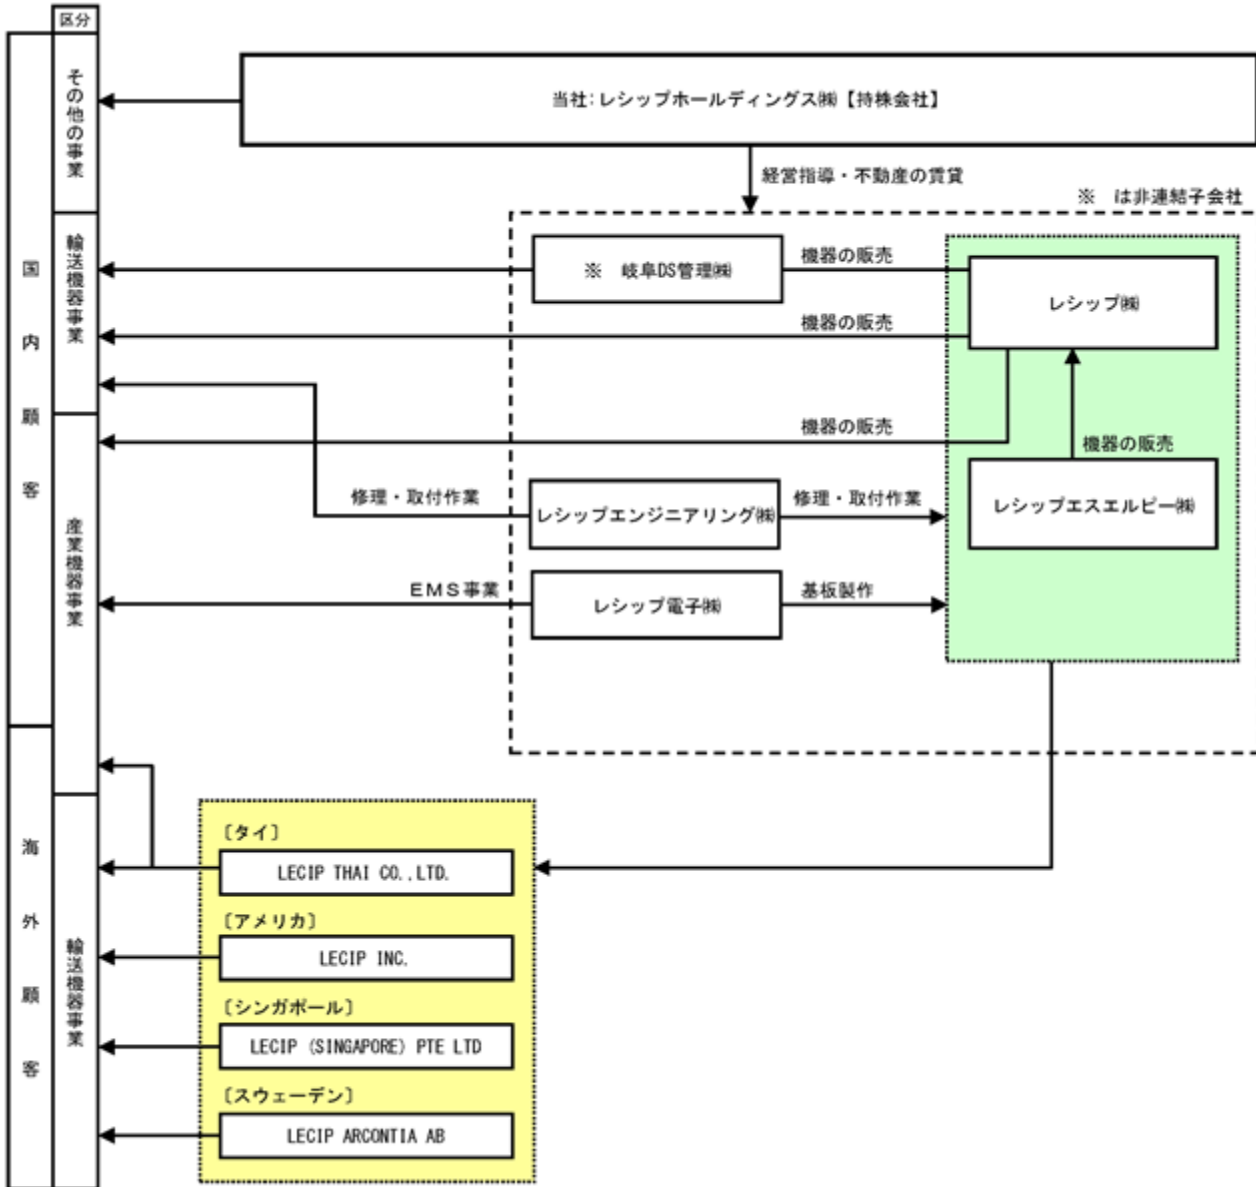 区分
その他の事業
当社：レシップホールディングス㈱【持株会社】
経営指導・不動産の賃貸
※　は非連結子会社
国内顧客
輸送機器事業
※　岐阜DS管理㈱
機器の販売
レシップ㈱
機器の販売
機器の販売
機器の販売
産業機器事業
修理・取付作業
レシップエンジニアリング㈱
修理・取付作業
レシップエスエルピー㈱
ＥＭＳ事業
レシップ電子㈱
基板製作
海外顧客
輸送機器事業
〔タイ〕
LECIP THAI CO.,LTD.
〔アメリカ〕
LECIP INC.
〔シンガポール〕
LECIP (SINGAPORE) PTE LTD
〔スウェーデン〕
LECIP ARCONTIA AB